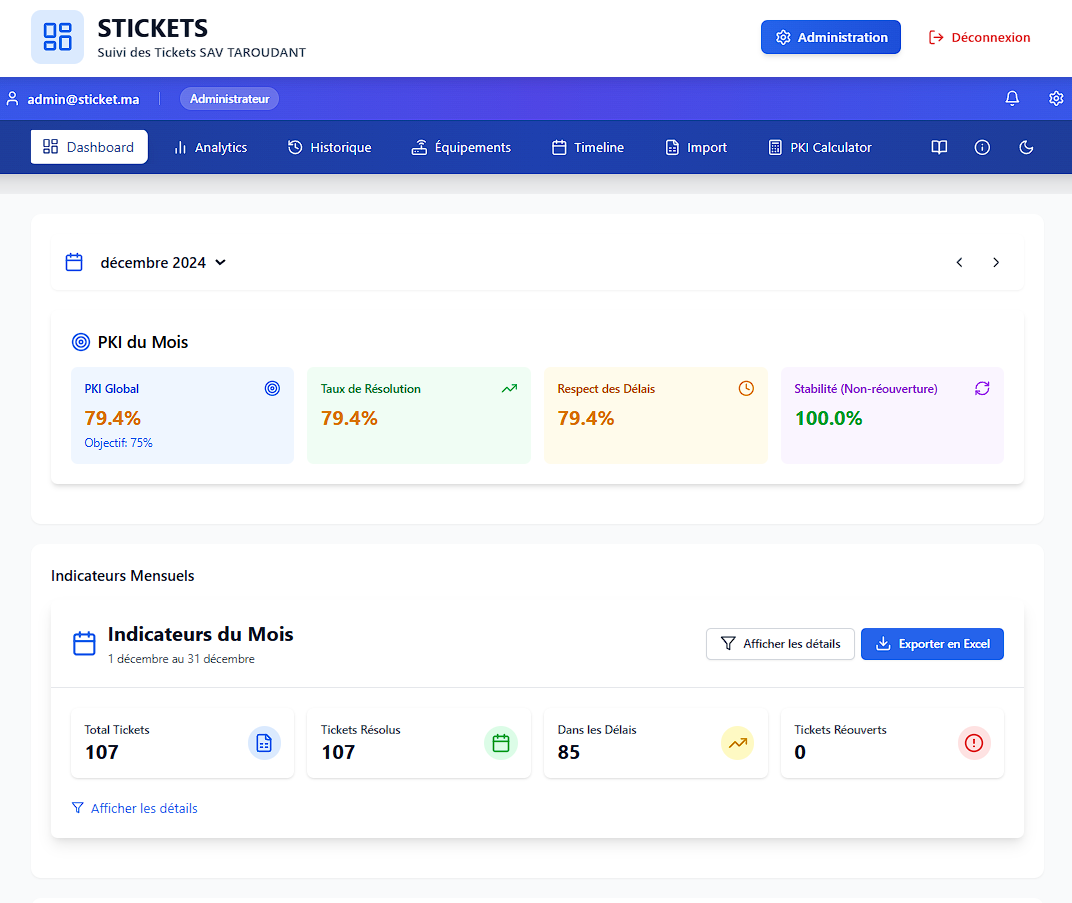 STICKETS
Suivi des Tickets SAV TAROUDANT
Administration
Déconnexion
admin@sticket.ma
Administrateur
Dashboard
Analytics
Historique
Équipements
Timeline
Import
PKI Calculator
décembre 2024
PKI du Mois
PKI Global
79.4%
Objectif: 75%
Taux de Résolution
79.4%
Respect des Délais
79.4%
Stabilité (Non-réouverture)
100.0%
Indicateurs Mensuels
Indicateurs du Mois
1 décembre au 31 décembre
Afficher les détails
Exporter en Excel
Total Tickets
107
Tickets Résolus
107
Dans les Délais
85
Tickets Réouverts
0
Afficher les détails